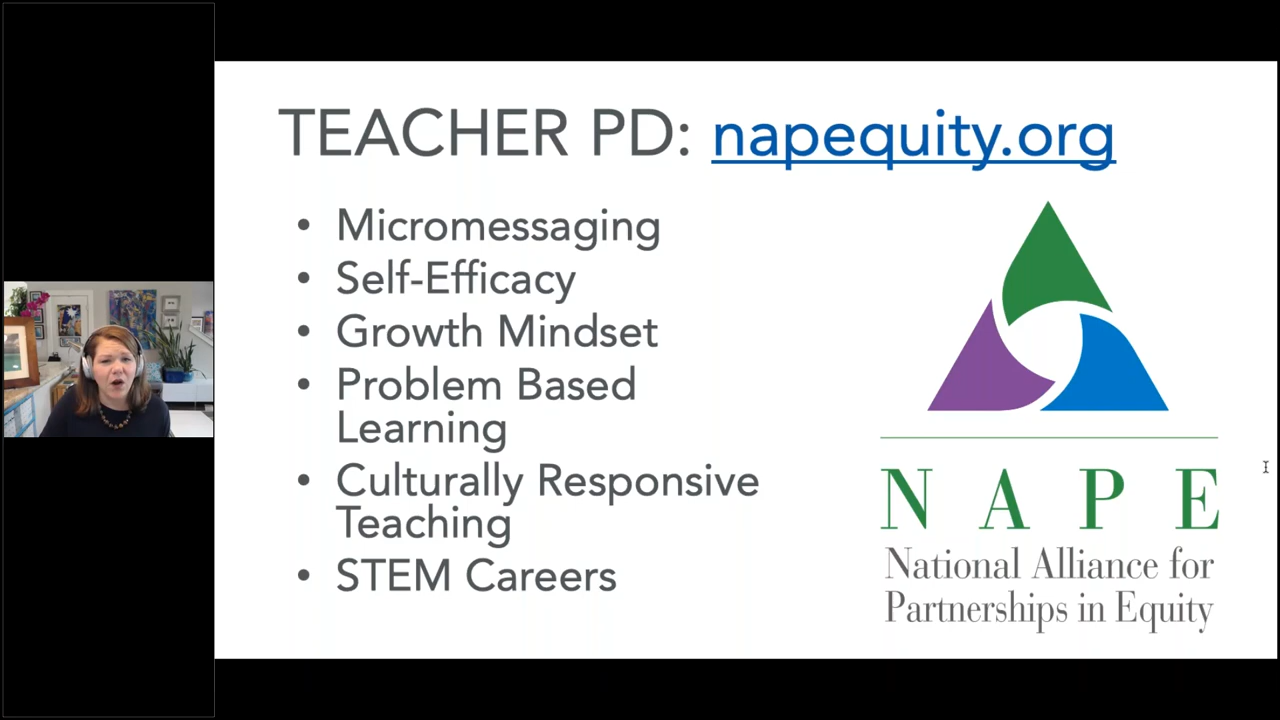 TEACHER PD: napequity.org
• Micromessaging
• Self-Efficacy
• Growth Mindset
• Problem Based
Learning
• Culturally Responsive
Teaching
• STEM Careers
NAPE
National Alliance for
Partnerships in Equity